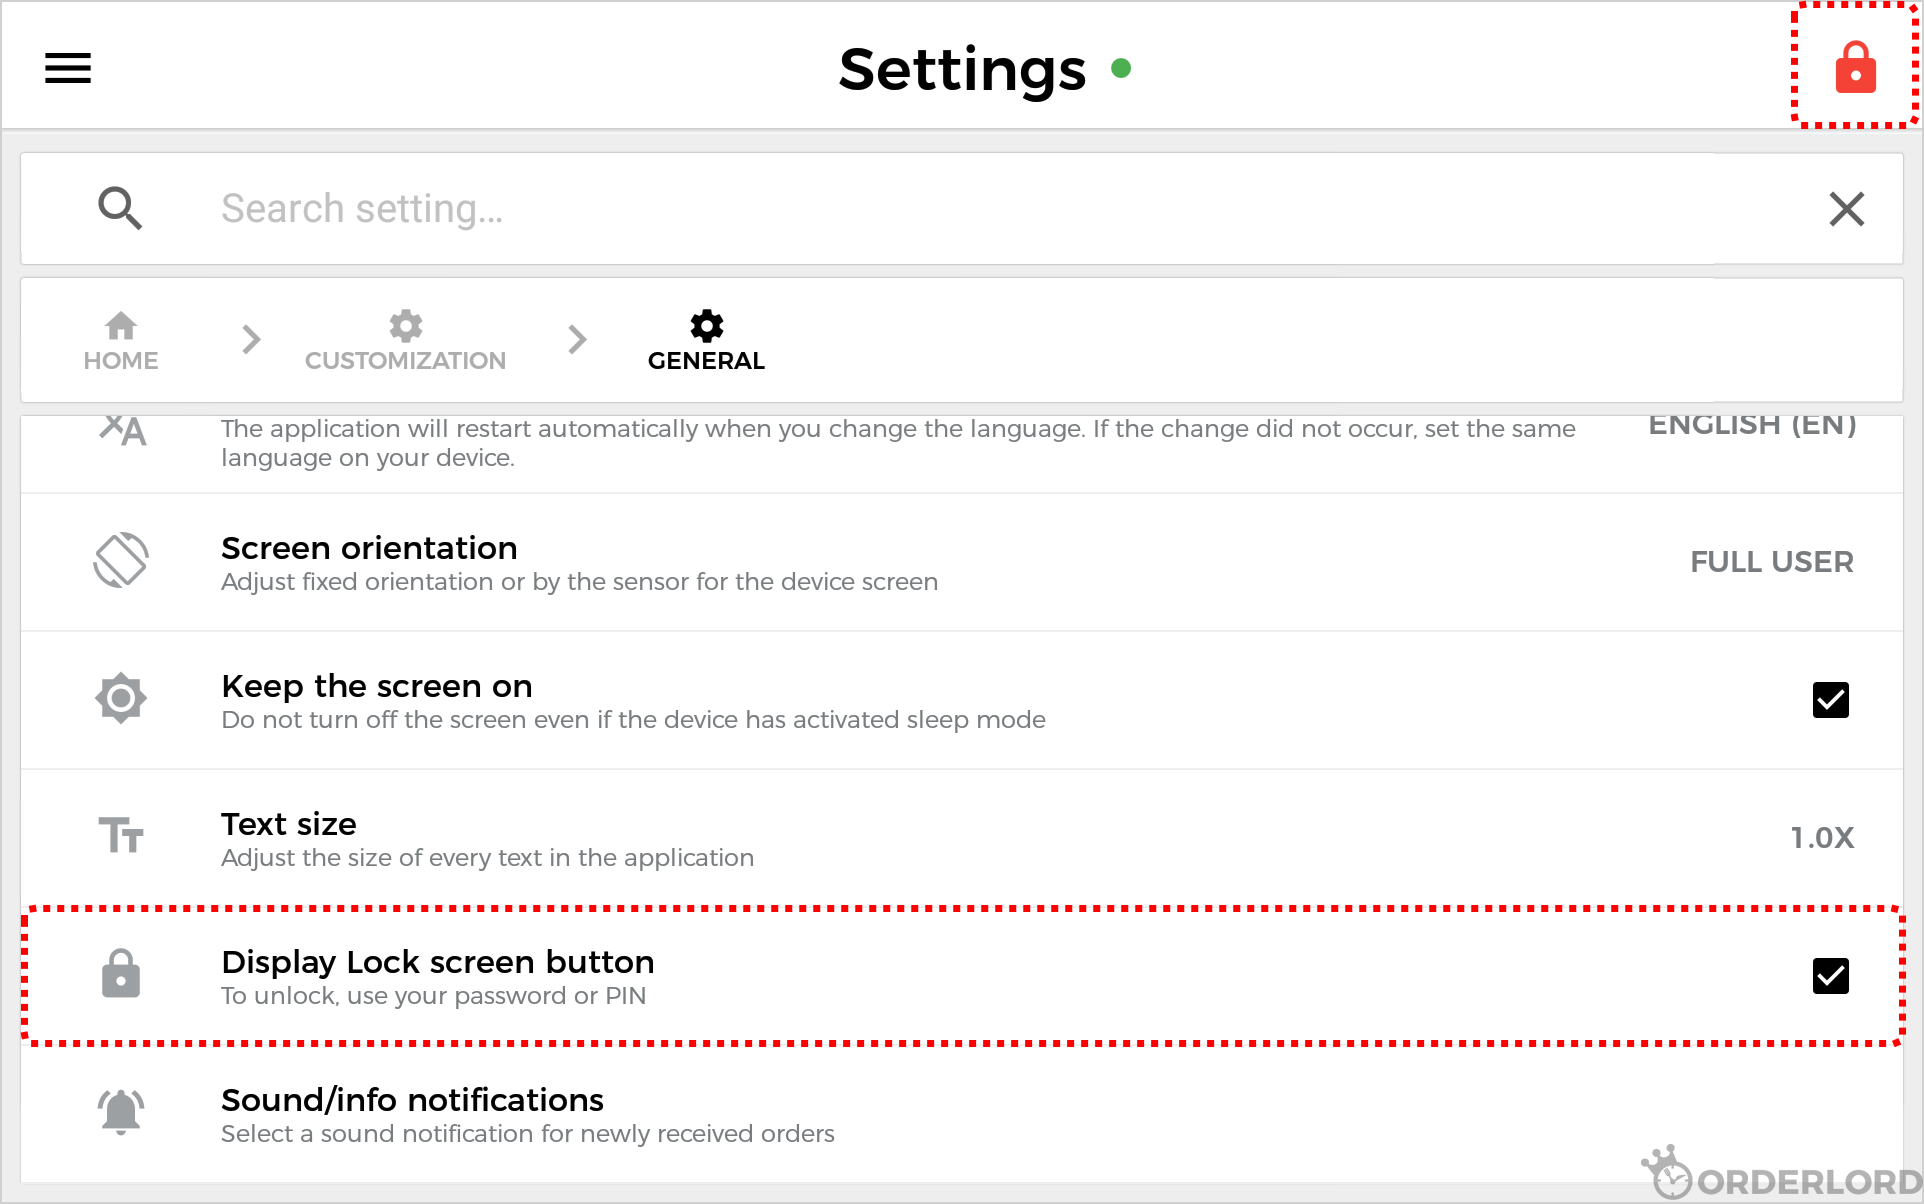 Settings
Search setting...
HOME
CUSTOMIZATION
GENERAL
The application will restart automatically when you change the language. If the change did not occur, set the same
language on your device.
ENGLISH (EN)
Screen orientation
Adjust fixed orientation or by the sensor for the device screen
FULL USER
Keep the screen on
Do not turn off the screen even if the device has activated sleep mode
Text size
Adjust the size of every text in the application
1.0X
Display Lock screen button
To unlock, use your password or PIN
Sound/info notifications
Select a sound notification for newly received orders
ORDERLORD